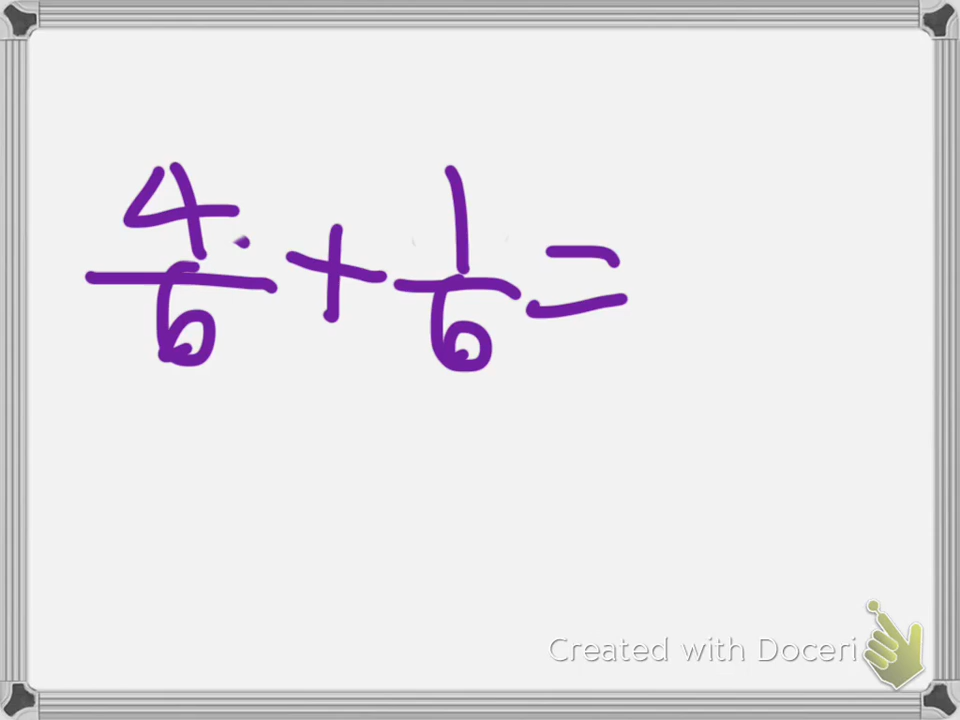 4/6 + 1/6 =
Created with Doceri